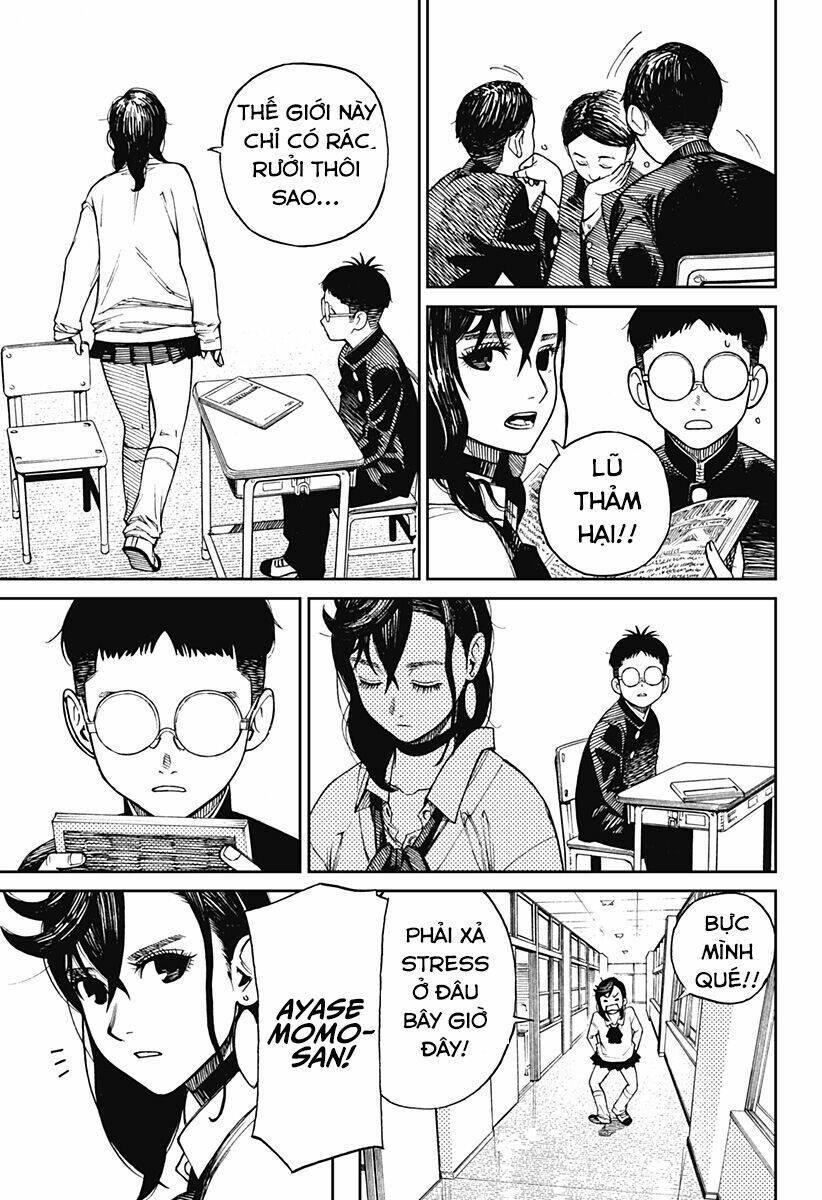 LŨ
THẢM
HẠI!!
THẾ GIỚI NÀY
CHỈ CÓ RÁC
RƯỞI THÔI
SAO...
BỰC
MÌNH
QUÉ!!
PHẢI XẢ
STRESS
Ở ĐÂU
BÂY GIỜ
ĐÂY!
AYASE
MOMO-
SAN!